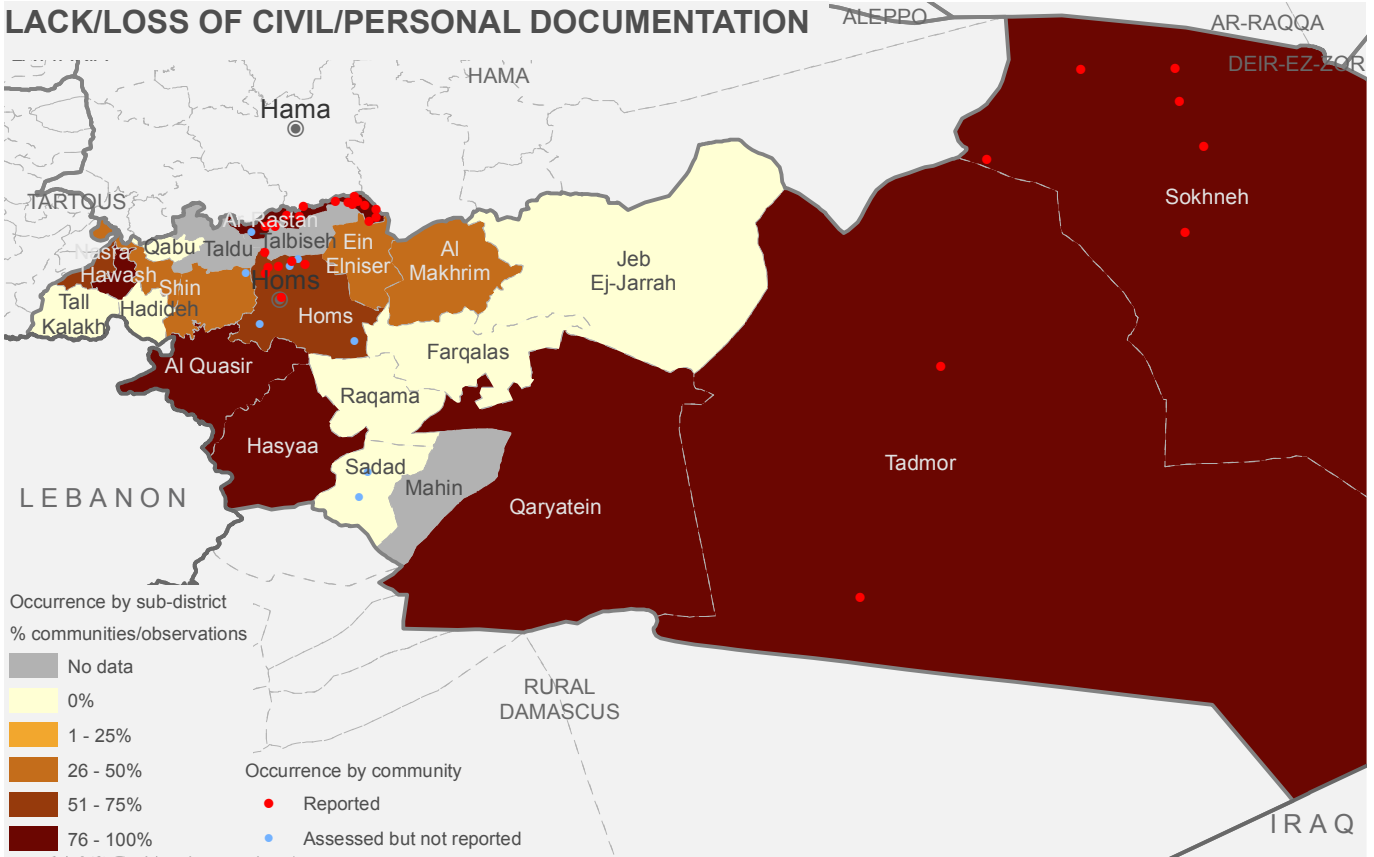 LACK/LOSS OF CIVIL/PERSONAL DOCUMENTATION
ALEPPO
AR-RAQQA
DEIR-EZ-ZOR
HAMA
Hama
TARTOUS
Sokhneh
Ar-Rastan
Qabu
Taldu
Talbiseh
Ein
Elniser
Al
Makhrim
Jeb
Ej-Jarrah
Nasra
Hawash
Shin
Homs
Tall
Kalakh
Hadideh
Homs
Farqalas
Al Quasir
Raqama
Hasyaa
Sadad
Mahin
Tadmor
Qaryatein
LEBANON
RURAL
DAMASCUS
IRAQ
Occurrence by sub-district
% communities/observations
No data
0%
1 - 25%
26 - 50%
51 - 75%
76 - 100%
Occurrence by community
Reported
Assessed but not reported